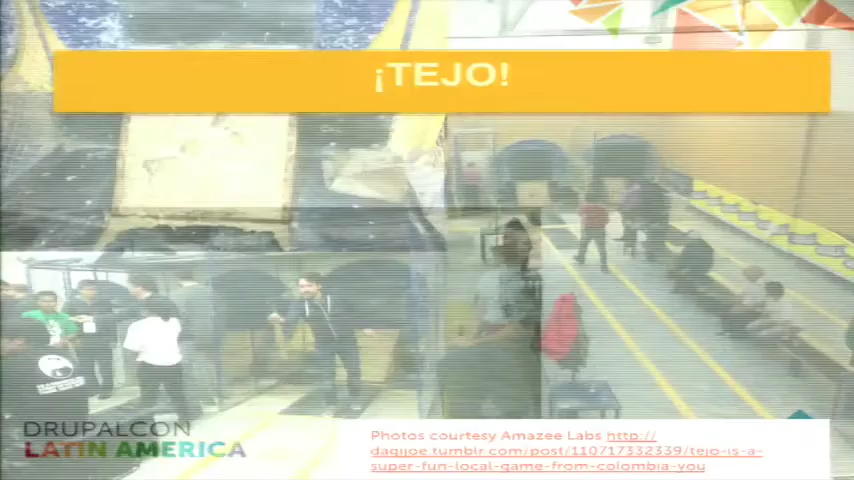 ¡TEJO!
DRUPALCON
LATIN AMERICA
Photos courtesy Amazee Labs http://
dagjoe.tumblr.com/post/110717332339/tejo-is-a-
super-fun-local-game-from-colombia-you